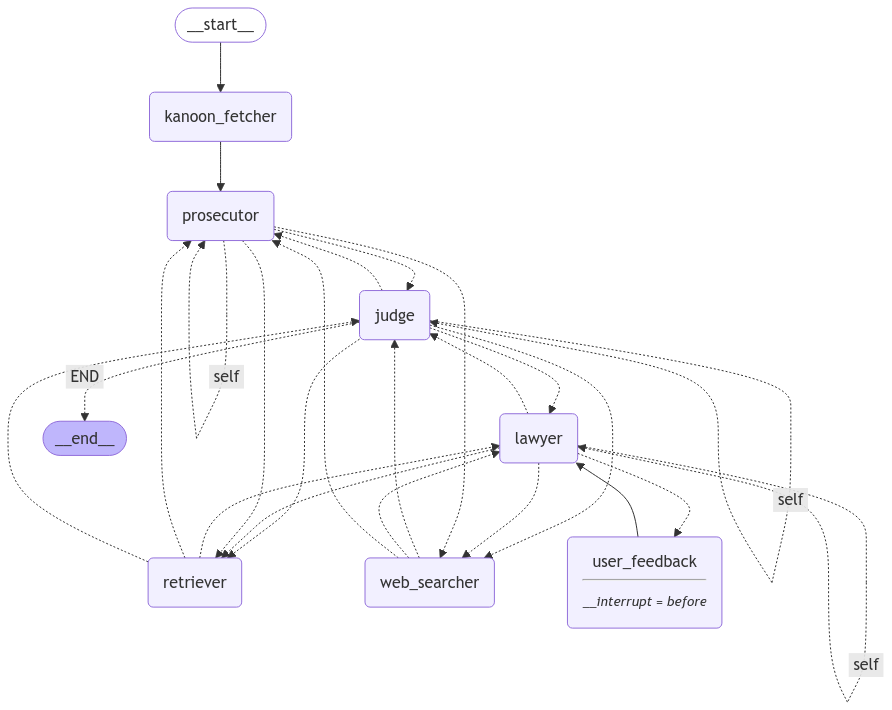 __start__
kanoon_fetcher
prosecutor
judge
END
self
lawyer
__end__
self
retriever
web_searcher
user_feedback
__interrupt = before
self